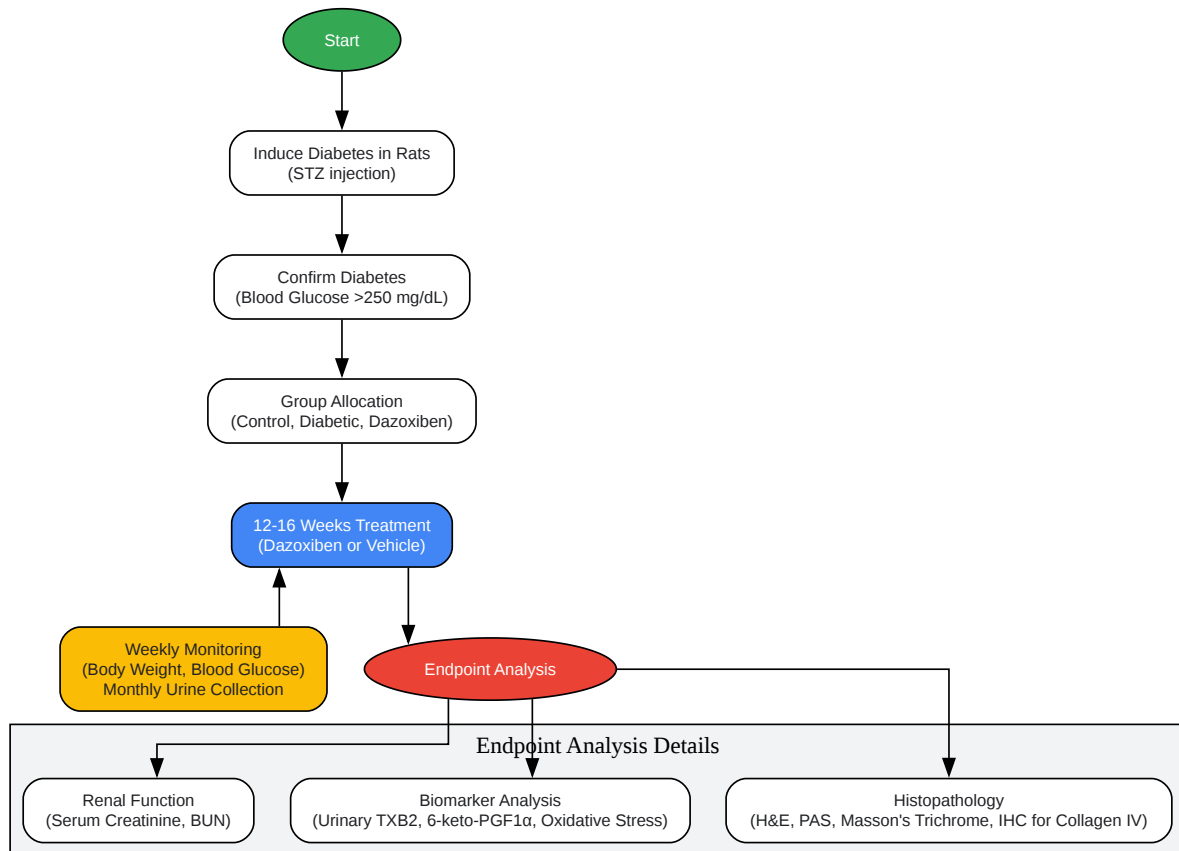 Start
Induce Diabetes in Rats
(STZ injection)
Confirm Diabetes
(Blood Glucose >250 mg/dL)
Group Allocation
(Control, Diabetic, Dazoxiben)
12-16 Weeks Treatment
(Dazoxiben or Vehicle)
Weekly Monitoring
(Body Weight, Blood Glucose)
Monthly Urine Collection
Endpoint Analysis
Endpoint Analysis Details
Renal Function
(Serum Creatinine, BUN)
Biomarker Analysis
(Urinary TXB2, 6-keto-PGF1α, Oxidative Stress)
Histopathology
(H&E, PAS, Masson's Trichrome, IHC for Collagen IV)